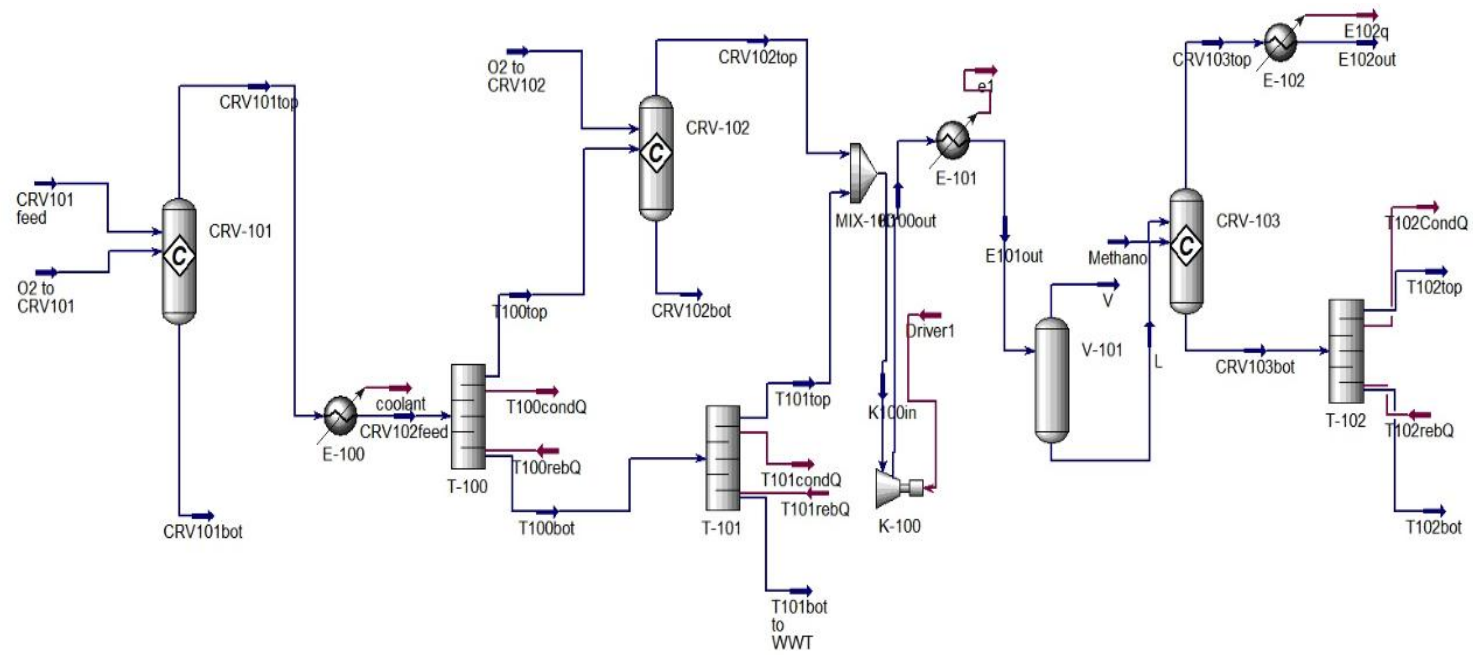 E102q
CRV103top
E102out
E-102
CRV102top
O2 to
CRV102
e1
CRV101top
C
CRV-102
E-101
CRV101
feed
CRV-101
C
MIX-100
K100out
CRV-103
T102CondQ
C
Methano
E101out
O2 to
CRV101
T102top
T100top
CRV102bot
V
Driver1
V-101
L
CRV103bot
coolant
CRV102feed
T100condQ
T101top
K100in
T-102
T102rebQ
E-100
T100rebQ
T-100
T101condQ
T101rebQ
CRV101bot
T100bot
T-101
K-100
T102bot
T101bot
to
WWT